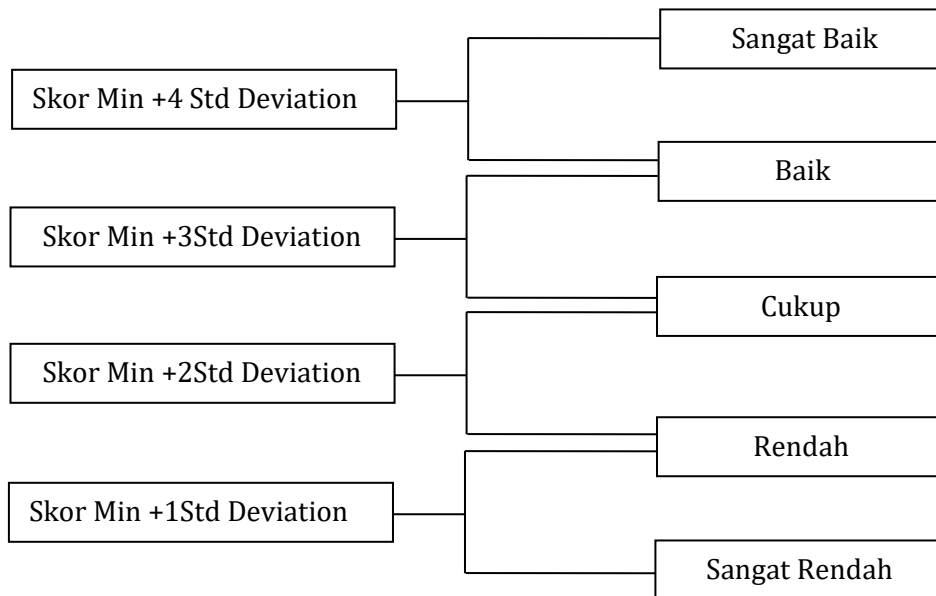 Sangat Baik
Skor Min +4 Std Deviation
Baik
Skor Min +3Std Deviation
Cukup
Skor Min +2Std Deviation
Rendah
Skor Min +1Std Deviation
Sangat Rendah